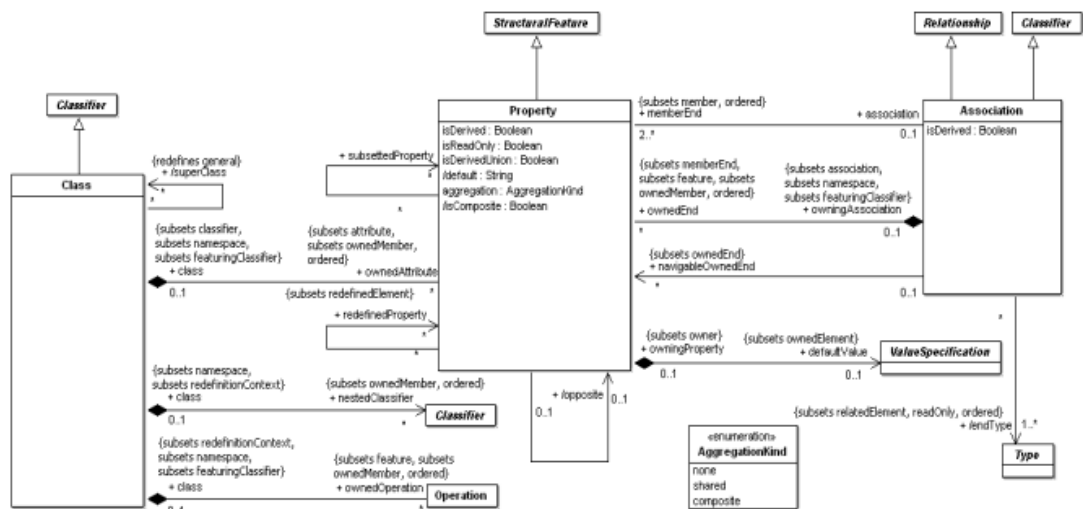 StructuralFeature
Relationship
Classifier
Classifier
Property
isDerived : Boolean
isReadOnly : Boolean
isDerivedUnion : Boolean
/default : String
aggregation : AggregationKind
/isComposite : Boolean
{subsets member, ordered}
+ memberEnd
2..*
+ association
0..1
Association
isDerived : Boolean
{redefines general}
+ /superClass
*
*
Class
+ subsettedProperty
*
*
{subsets memberEnd,
subsets feature, subsets
ownedMember, ordered}
+ ownedEnd
*
{subsets association,
subsets namespace,
subsets featuringClassifier}
+ owningAssociation
0..1
{subsets classifier,
subsets namespace,
subsets featuringClassifier}
+ class
0..1
{subsets attribute,
subsets ownedMember,
ordered}
+ ownedAttribute
*
{subsets ownedEnd}
+ navigableOwnedEnd
*
0..1
{subsets redefinedElement}
+ redefinedProperty
*
*
{subsets owner}
+ owningProperty
0..1
{subsets ownedElement}
+ defaultValue
0..1
ValueSpecification
*
{subsets namespace,
subsets redefinitionContext}
+ class
0..1
{subsets ownedMember, ordered}
+ nestedClassifier
*
Classifier
+ /opposite
0..1
0..1
{subsets relatedElement, readOnly, ordered}
+ /endType
1..*
Type
«enumeration»
AggregationKind
none
shared
composite
{subsets redefinitionContext,
subsets namespace,
subsets featuringClassifier}
+ class
0..1
{subsets feature, subsets
ownedMember, ordered}
+ ownedOperation
*
Operation